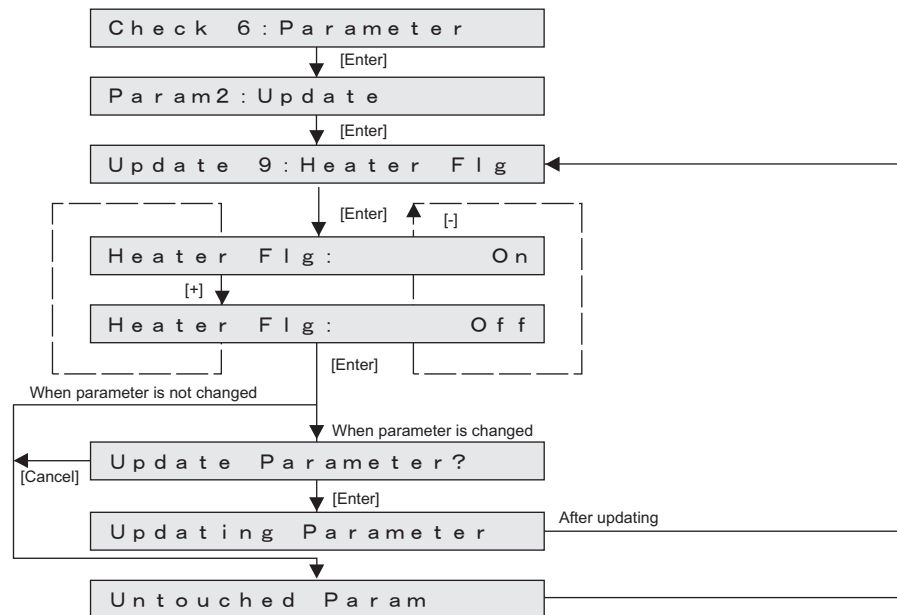 Check 6:Parameter
[Enter]
Param2:Update
[Enter]
Update 9:Heater Flg
[Enter]
[-]
Heater Flg: On
[+]
Heater Flg: Off
[Enter]
When parameter is not changed
When parameter is changed
Update Parameter?
[Cancel]
[Enter]
Updating Parameter
After updating
Untouched Param